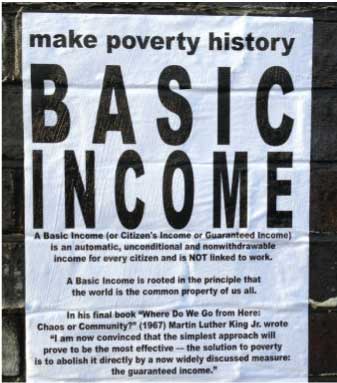 make poverty history
BASIC
INCOME
A Basic Income (or Citizen's Income or Guaranteed Income)
is an automatic, unconditional and nonwithdrawable
income for every citizen and is NOT linked to work.
A Basic Income is rooted in the principle that
the world is the common property of us all.
In his final book "Where Do We Go from Here:
Chaos or Community?" (1967) Martin Luther King Jr. wrote
"I am now convinced that the simplest approach will
prove to be the most effective — the solution to poverty
is to abolish it directly by a now widely discussed measure:
the guaranteed income."